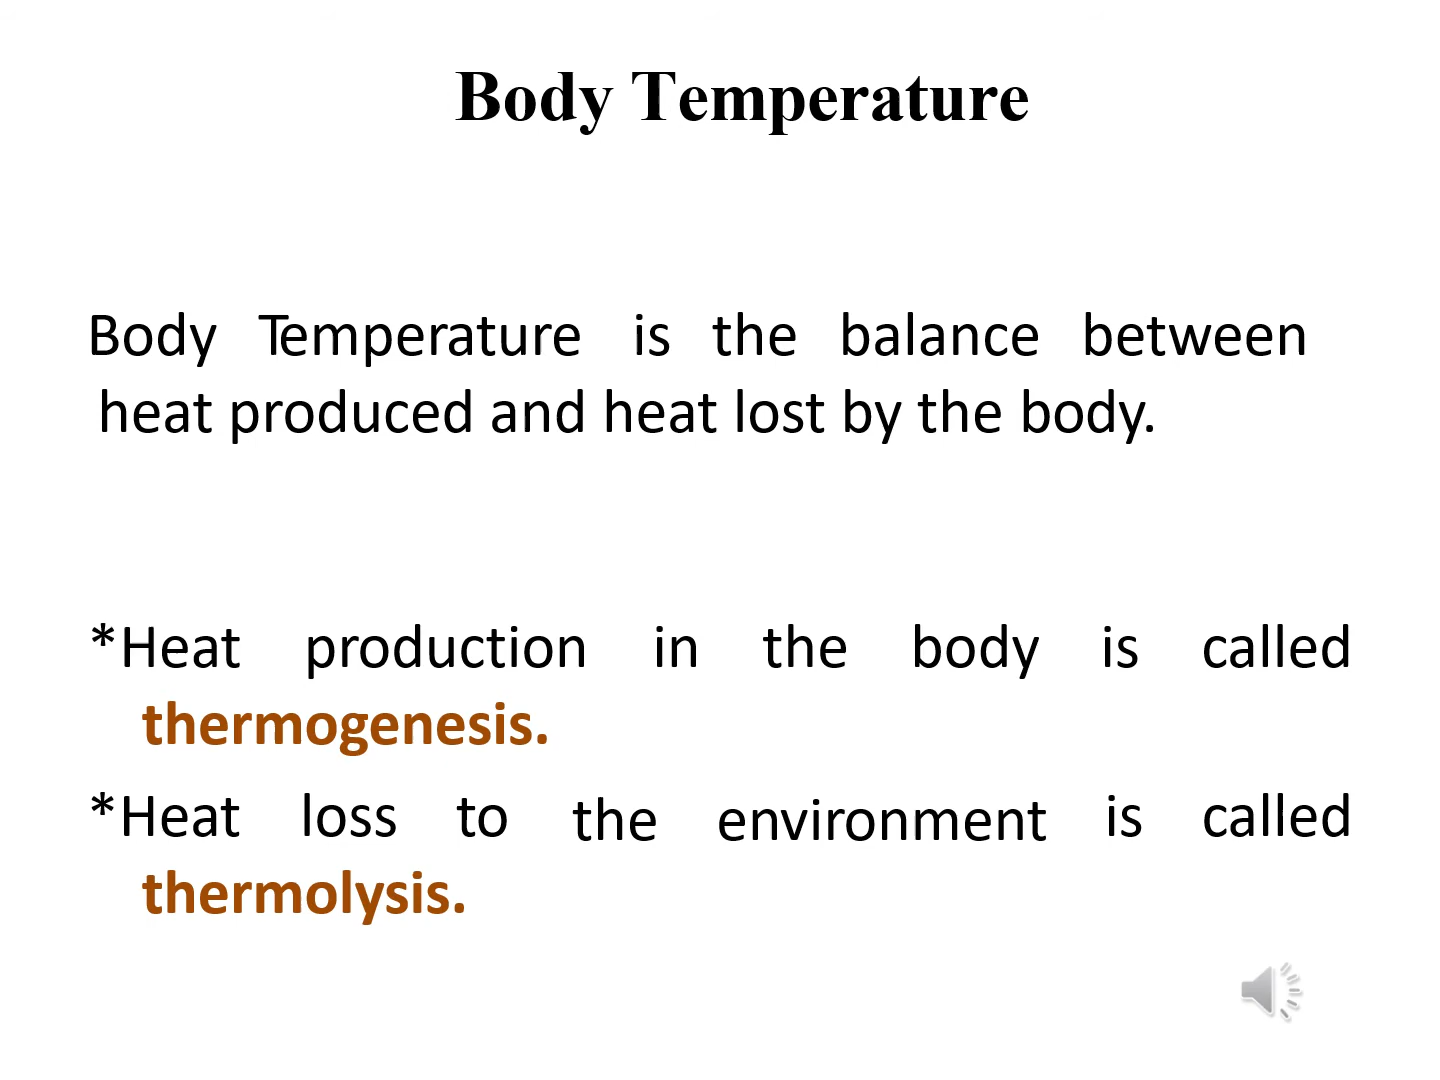 Body Temperature
Body Temperature is the balance between
heat produced and heat lost by the body.
*Heat production in the body is called
thermogenesis.
*Heat loss to the environment is called
thermolysis.